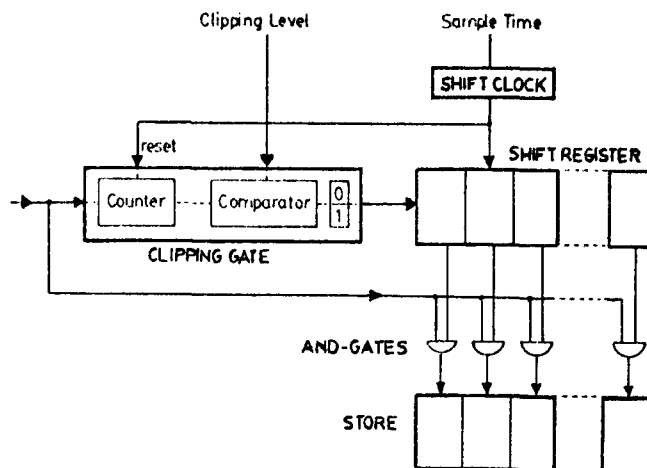 Clipping Level
Sample Time
SHIFT CLOCK
reset
SHIFT REGISTER
Counter
Comparator
0
1
CLIPPING GATE
AND-GATES
STORE